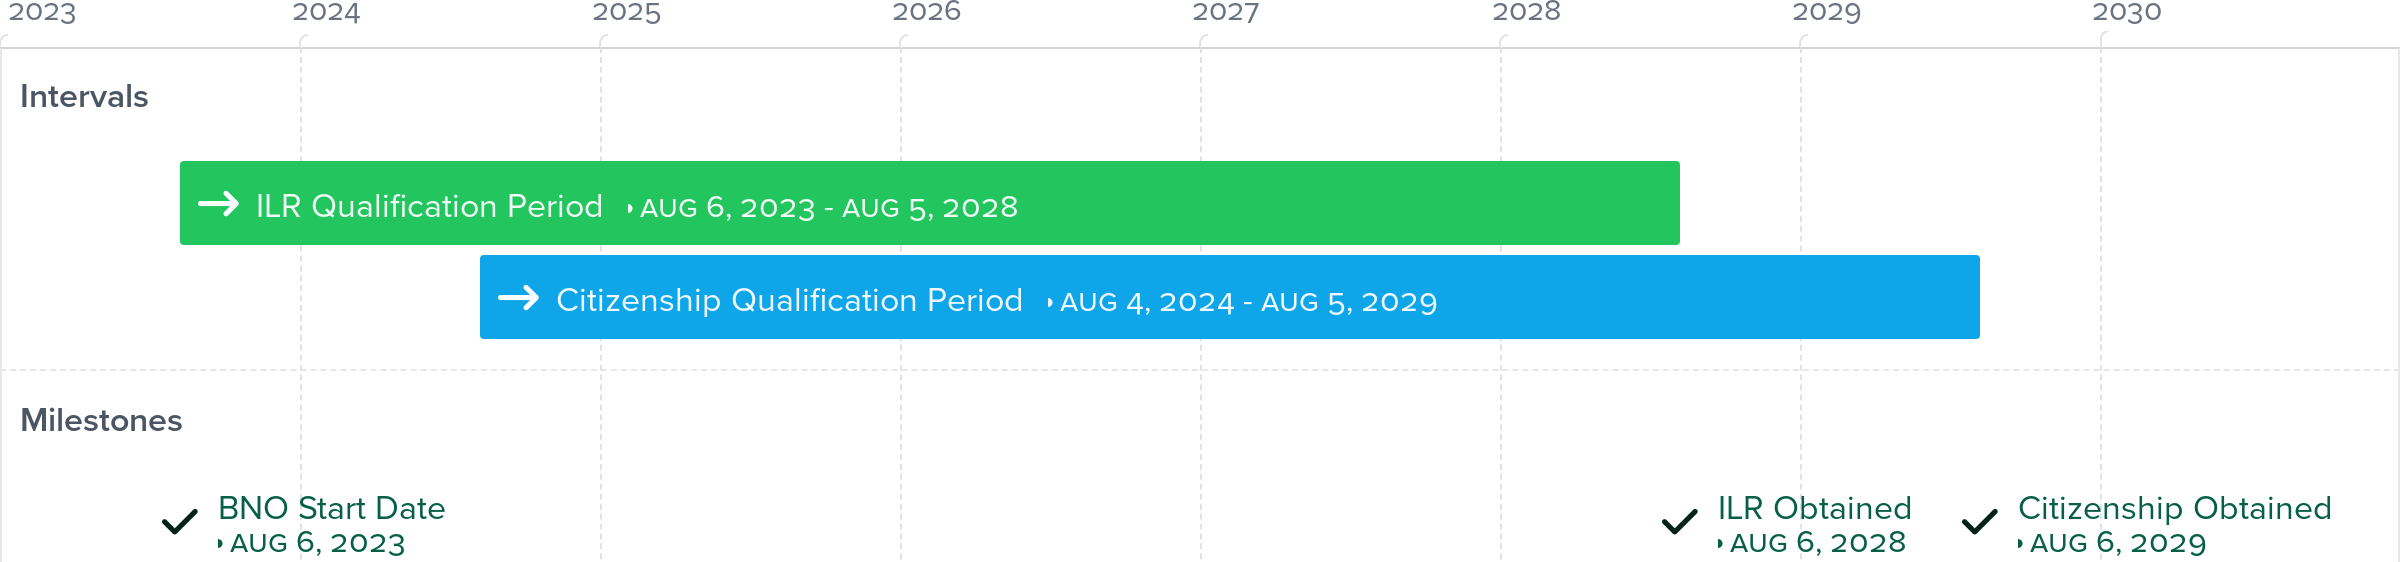 2023 2024 2025 2026 2027 2028 2029 2030
Intervals
ILR Qualification Period AUG 6, 2023 - AUG 5, 2028
Citizenship Qualification Period AUG 4, 2024 - AUG 5, 2029
Milestones
BNO Start Date ILR Obtained Citizenship Obtained
AUG 6, 2023 AUG 6, 2028 AUG 6, 2029